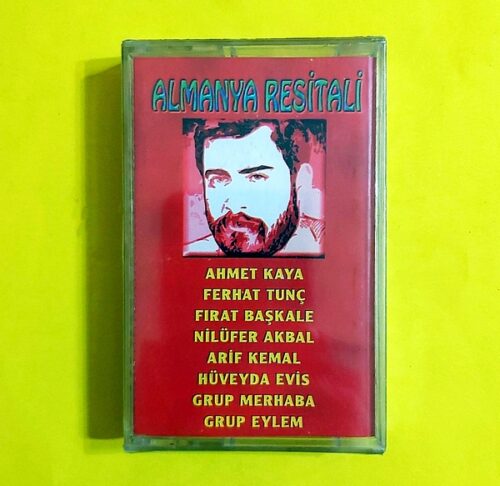 ALMANYA RESİTALİ
AHMET KAYA
FERHAT TUNÇ
FIRAT BAŞKALE
NİLÜFER AKBAL
ARİF KEMAL
HÜVEYDA EVİS
GRUP MERHABA
GRUP EYLEM